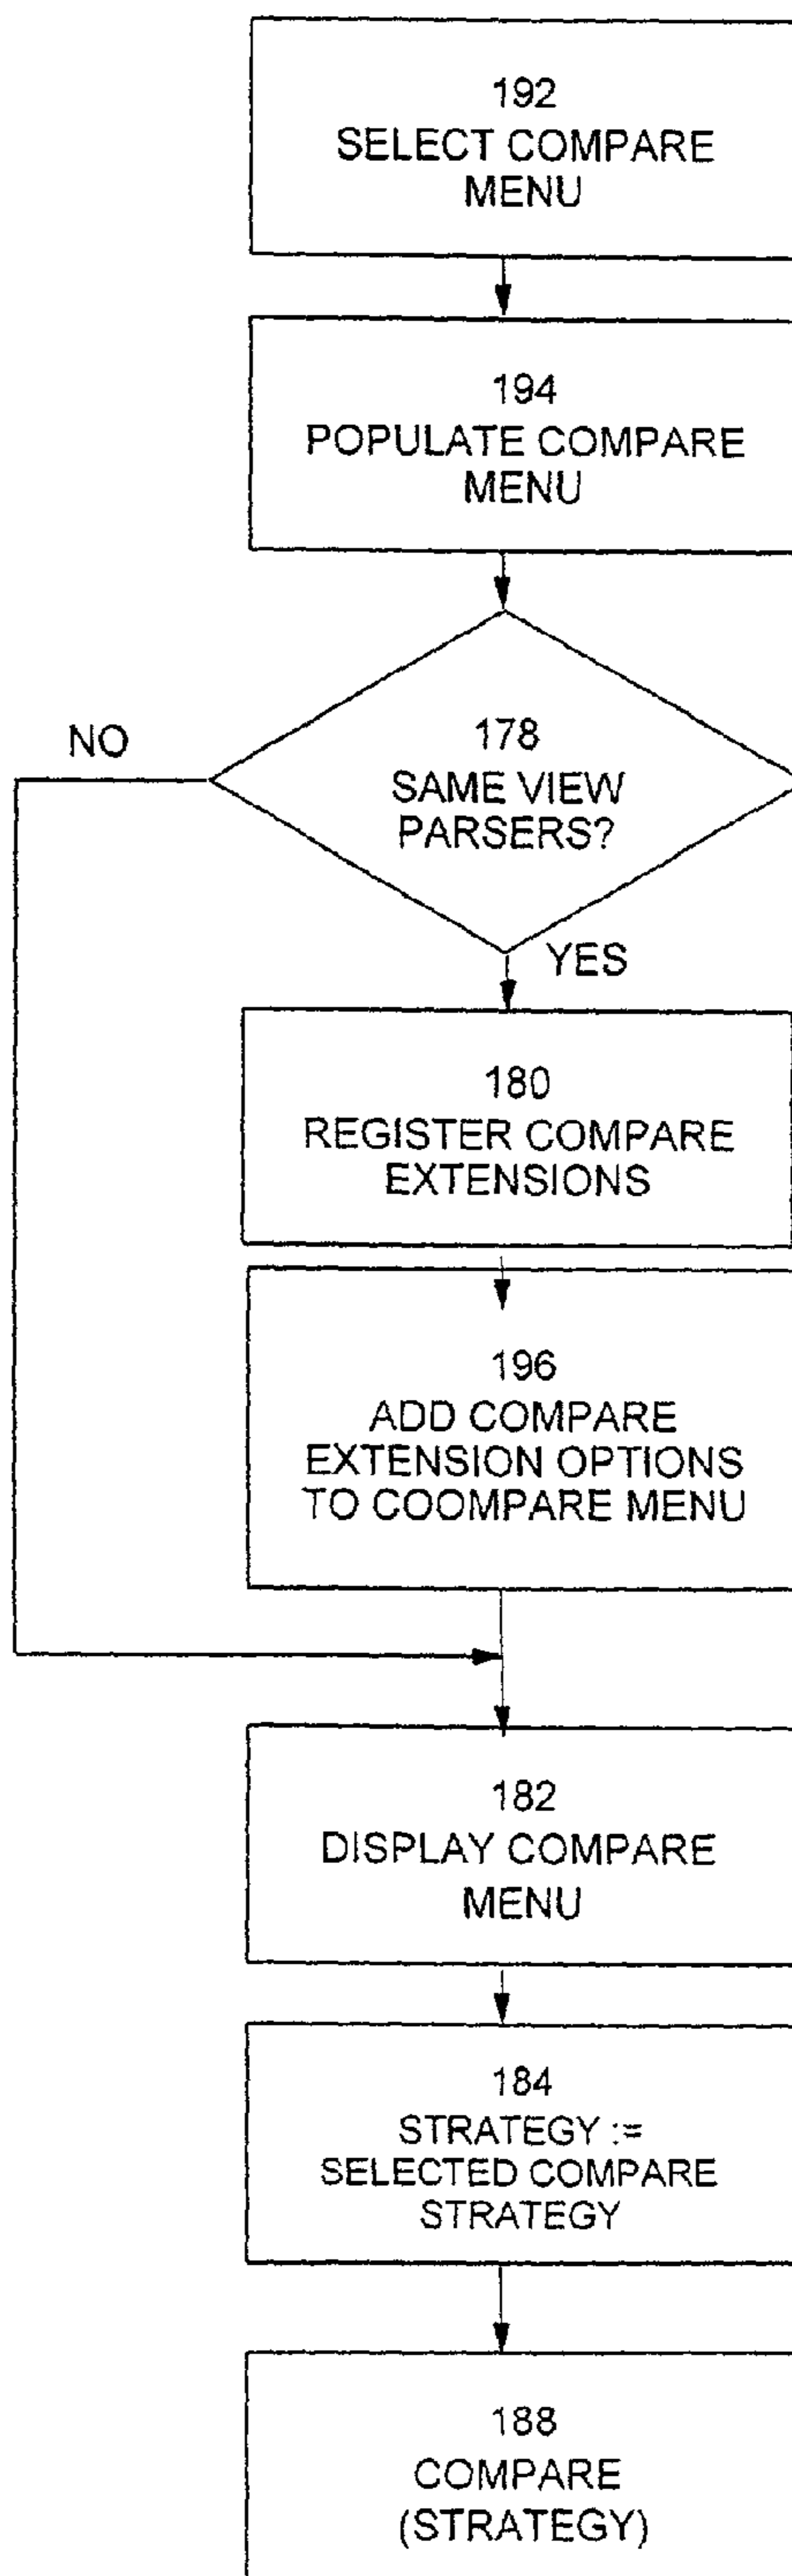 192
SELECT COMPARE
MENU
194
POPULATE COMPARE
MENU
NO
178
SAME VIEW
PARSERS?
YES
180
REGISTER COMPARE
EXTENSIONS
196
ADD COMPARE
EXTENSION OPTIONS
TO COOMPARE MENU
182
DISPLAY COMPARE
MENU
184
STRATEGY :=
SELECTED COMPARE
STRATEGY
188
COMPARE
(STRATEGY)